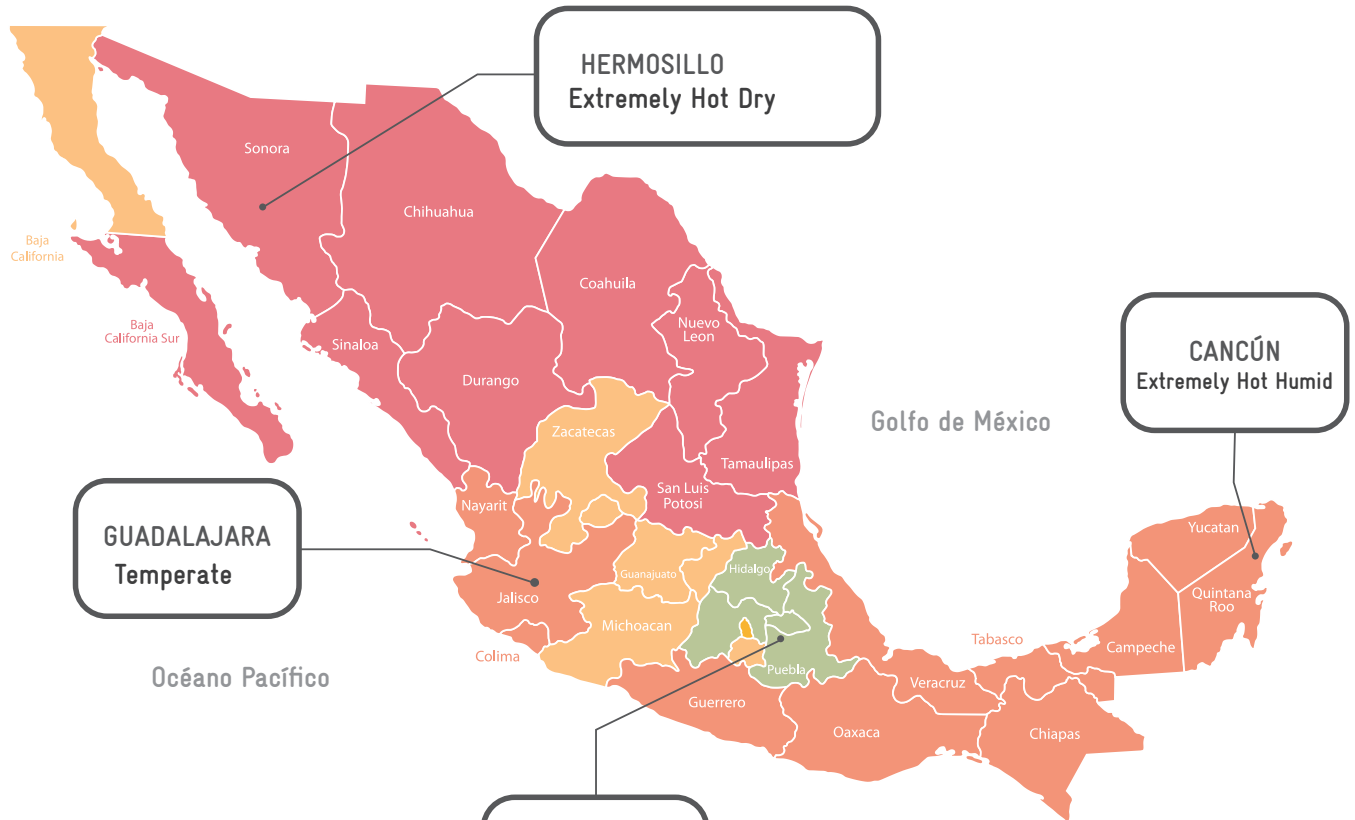 HERMOSILLO
Extremely Hot Dry
Sonora
Chihuahua
Baja
California
Coahuila
Baja
California Sur
Nuevo
Leon
Sinaloa
Durango
CANCÚN
Extremely Hot Humid
Golfo de México
Zacatecas
Tamaulipas
San Luis
Potosi
Nayarit
GUADALAJARA
Temperate
Yucatan
Hidalgo
Guanajuato
Jalisco
Quintana
Roo
Michoacan
Tabasco
Campeche
Colima
Océano Pacífico
Puebla
Veracruz
Guerrero
Oaxaca
Chiapas